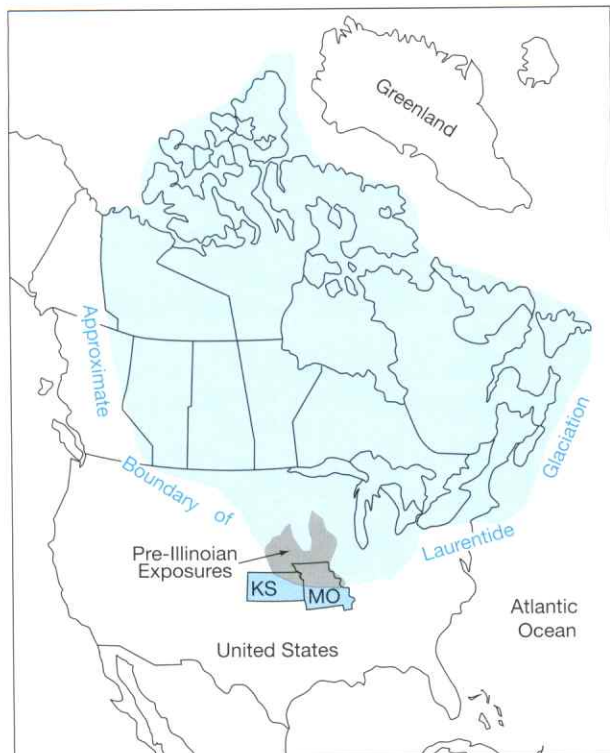 Greenland
Approximate
Boundary of
Laurentide
Glaciation
Pre-Illinoian
Exposures
KS
MO
United States
Atlantic
Ocean